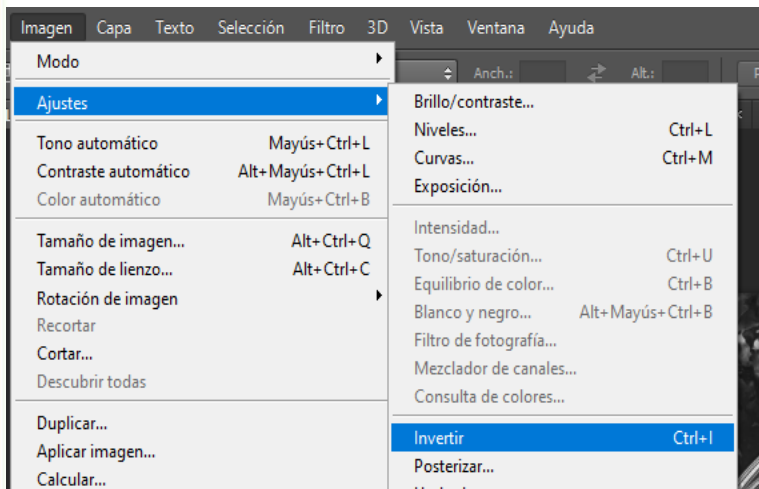 Imagen Capa Texto Selección Filtro 3D Vista Ventana Ayuda
Anch.: Alt.:
Modo
Ajustes
Tono automático Mayús+Ctrl+L
Contraste automático Alt+Mayús+Ctrl+L
Color automático Mayús+Ctrl+B
Tamaño de imagen... Alt+Ctrl+Q
Tamaño de lienzo... Alt+Ctrl+C
Rotación de imagen
Recortar
Cortar...
Descubrir todas
Duplicar...
Aplicar imagen...
Calcular...
Brillo/contraste...
Niveles... Ctrl+L
Curvas... Ctrl+M
Exposición...
Intensidad...
Tono/saturación... Ctrl+U
Equilibrio de color... Ctrl+B
Blanco y negro... Alt+Mayús+Ctrl+B
Filtro de fotografía...
Mezclador de canales...
Consulta de colores...
Invertir Ctrl+I
Posterizar...